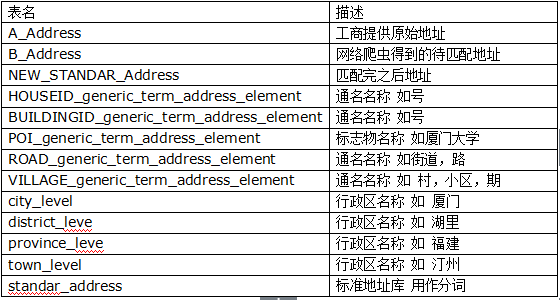 表名 描述
A_Address 工商提供原始地址
B_Address 网络爬虫得到的待匹配地址
NEW_STANDAR_Address 匹配完之后地址
HOUSEID_generic_term_address_element 通名名称 如号
BUILDINGID_generic_term_address_element 通名名称 如号
POI_generic_term_address_element 标志物名称 如厦门大学
ROAD_generic_term_address_element 通名名称 如街道，路
VILLAGE_generic_term_address_element 通名名称 如 村，小区，期
city_level 行政区名称 如 厦门
district_leve 行政区名称 如 湖里
province_leve 行政区名称 如 福建
town_level 行政区名称 如 汀州
standar_address 标准地址库 用作分词